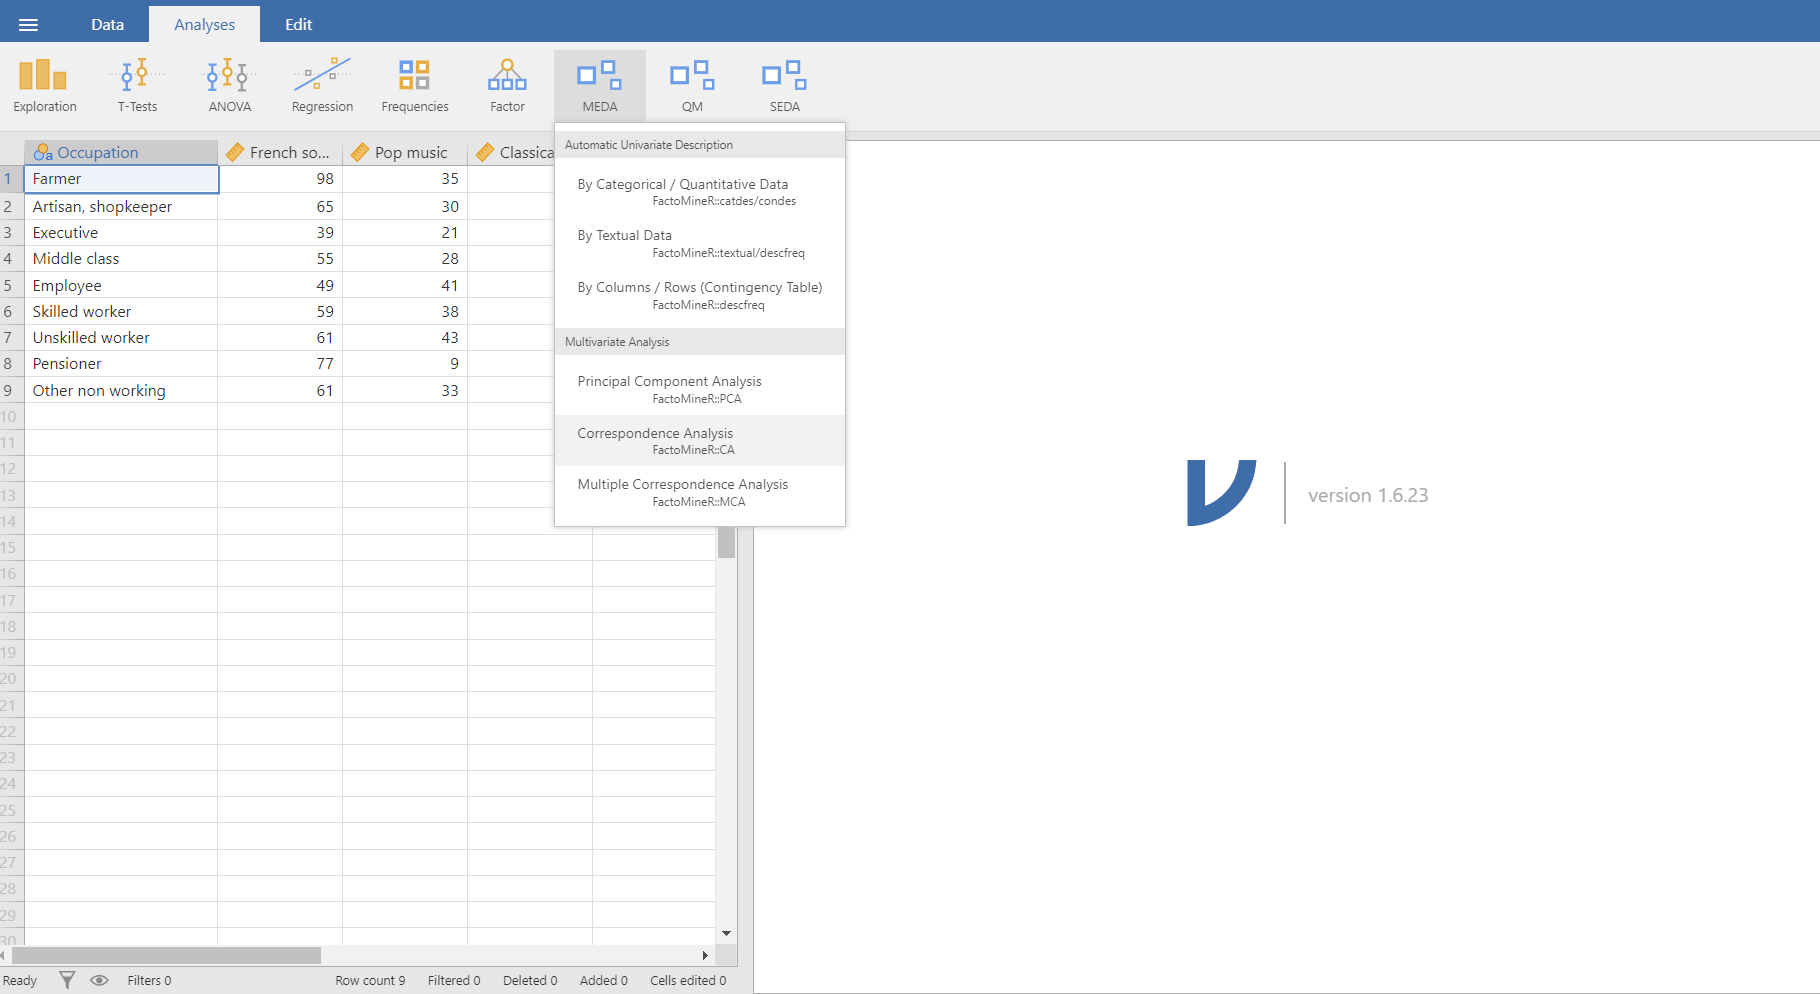 Data Analyses Edit
Exploration T-Tests ANOVA Regression Frequencies Factor MEDA QM SEDA
Automatic Univariate Description
By Categorical / Quantitative Data
FactoMineR::catdes/condes
By Textual Data
FactoMineR::textual/descfreq
By Columns / Rows (Contingency Table)
FactoMineR::descfreq
Multivariate Analysis
Principal Component Analysis
FactoMineR::PCA
Correspondence Analysis
FactoMineR::CA
Multiple Correspondence Analysis
FactoMineR::MCA
Occupation French so... Pop music Classica
1 Farmer 98 35
2 Artisan, shopkeeper 65 30
3 Executive 39 21
4 Middle class 55 28
5 Employee 49 41
6 Skilled worker 59 38
7 Unskilled worker 61 43
8 Pensioner 77 9
9 Other non working 61 33
10
11
12
13
14
15
16
17
18
19
20
21
22
23
24
25
26
27
28
29
30
version 1.6.23
Ready Filters 0 Row count 9 Filtered 0 Deleted 0 Added 0 Cells edited 0